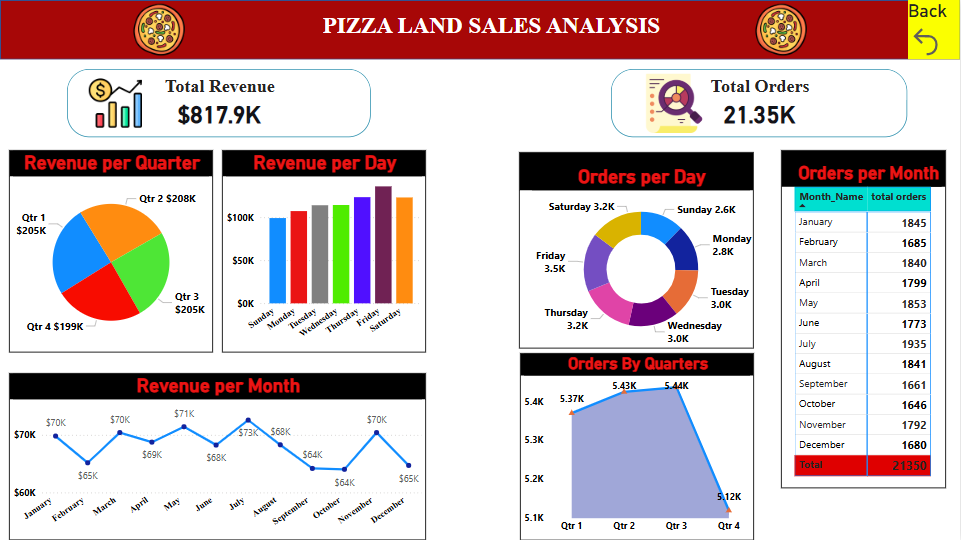 PIZZA LAND SALES ANALYSIS
Back
Total Revenue
$817.9K
Total Orders
21.35K
Revenue per Quarter
Qtr 2 $208K
Qtr 1
$205K
Qtr 3
$205K
Qtr 4 $199K
Revenue per Day
$100K
$50K
$0K
Sunday
Monday
Tuesday
Wednesday
Thursday
Friday
Saturday
Revenue per Month
$70K
$60K
$70K
$65K
$70K
$69K
$71K
$68K
$73K
$68K
$64K
$64K
$70K
$65K
January
February
March
April
May
June
July
August
September
October
November
December
Orders per Day
Saturday 3.2K
Sunday 2.6K
Monday
2.8K
Friday
3.5K
Tuesday
3.0K
Thursday
3.2K
Wednesday
3.0K
Orders By Quarters
5.4K
5.3K
5.2K
5.1K
5.37K
5.43K
5.44K
5.12K
Qtr 1
Qtr 2
Qtr 3
Qtr 4
Orders per Month
Month_Name total orders
January 1845
February 1685
March 1840
April 1799
May 1853
June 1773
July 1935
August 1841
September 1661
October 1646
November 1792
December 1680
Total 21350